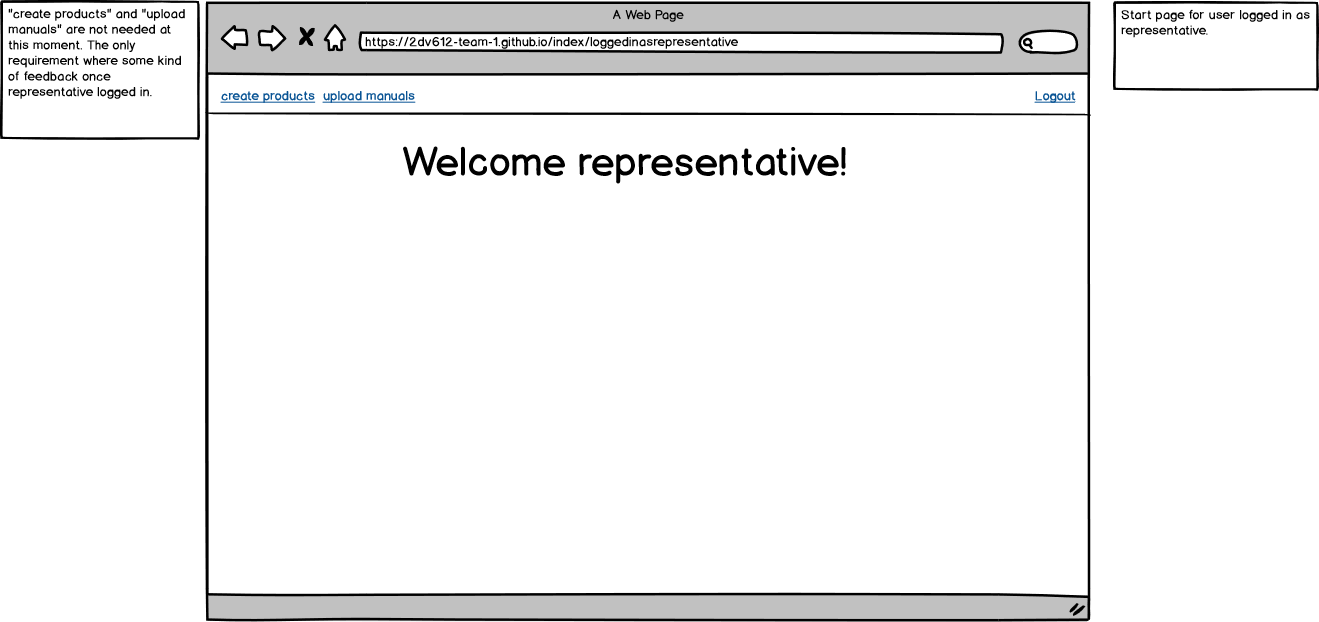 "create products" and "upload
manuals" are not needed at
this moment. The only
requirement where some kind
of feedback once
representative logged in.
A Web Page
https://2dv612-team-1.github.io/index/loggedinasrepresentative
create products upload manuals Logout
Welcome representative!
Start page for user logged in as
representative.